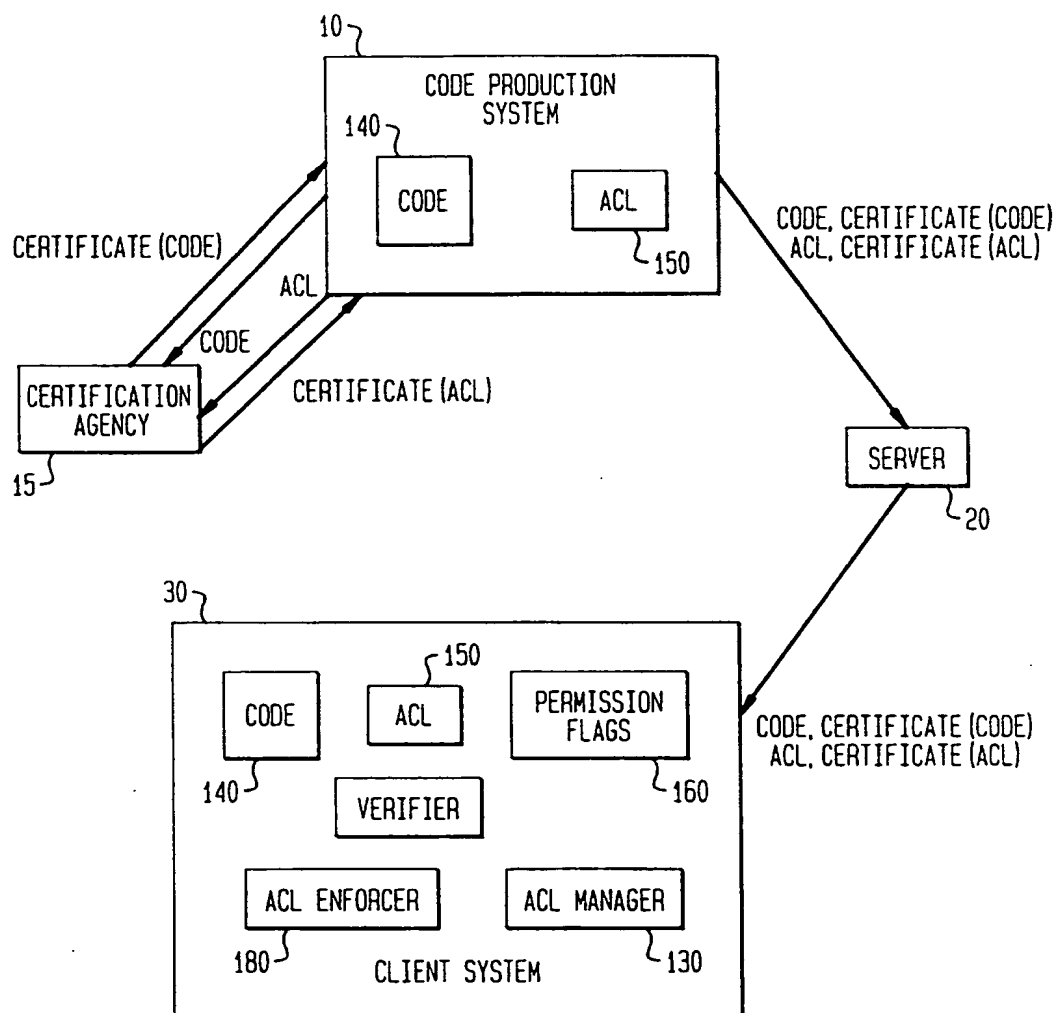 10
CODE PRODUCTION
SYSTEM
140
CODE
ACL
150
CERTIFICATE (CODE)
ACL
CODE
CERTIFICATE (ACL)
CERTIFICATION
AGENCY
15
CODE, CERTIFICATE (CODE)
ACL, CERTIFICATE (ACL)
SERVER
20
30
CODE
140
150
ACL
PERMISSION
FLAGS
160
CODE, CERTIFICATE (CODE)
ACL, CERTIFICATE (ACL)
VERIFIER
ACL ENFORCER
180
ACL MANAGER
130
CLIENT SYSTEM